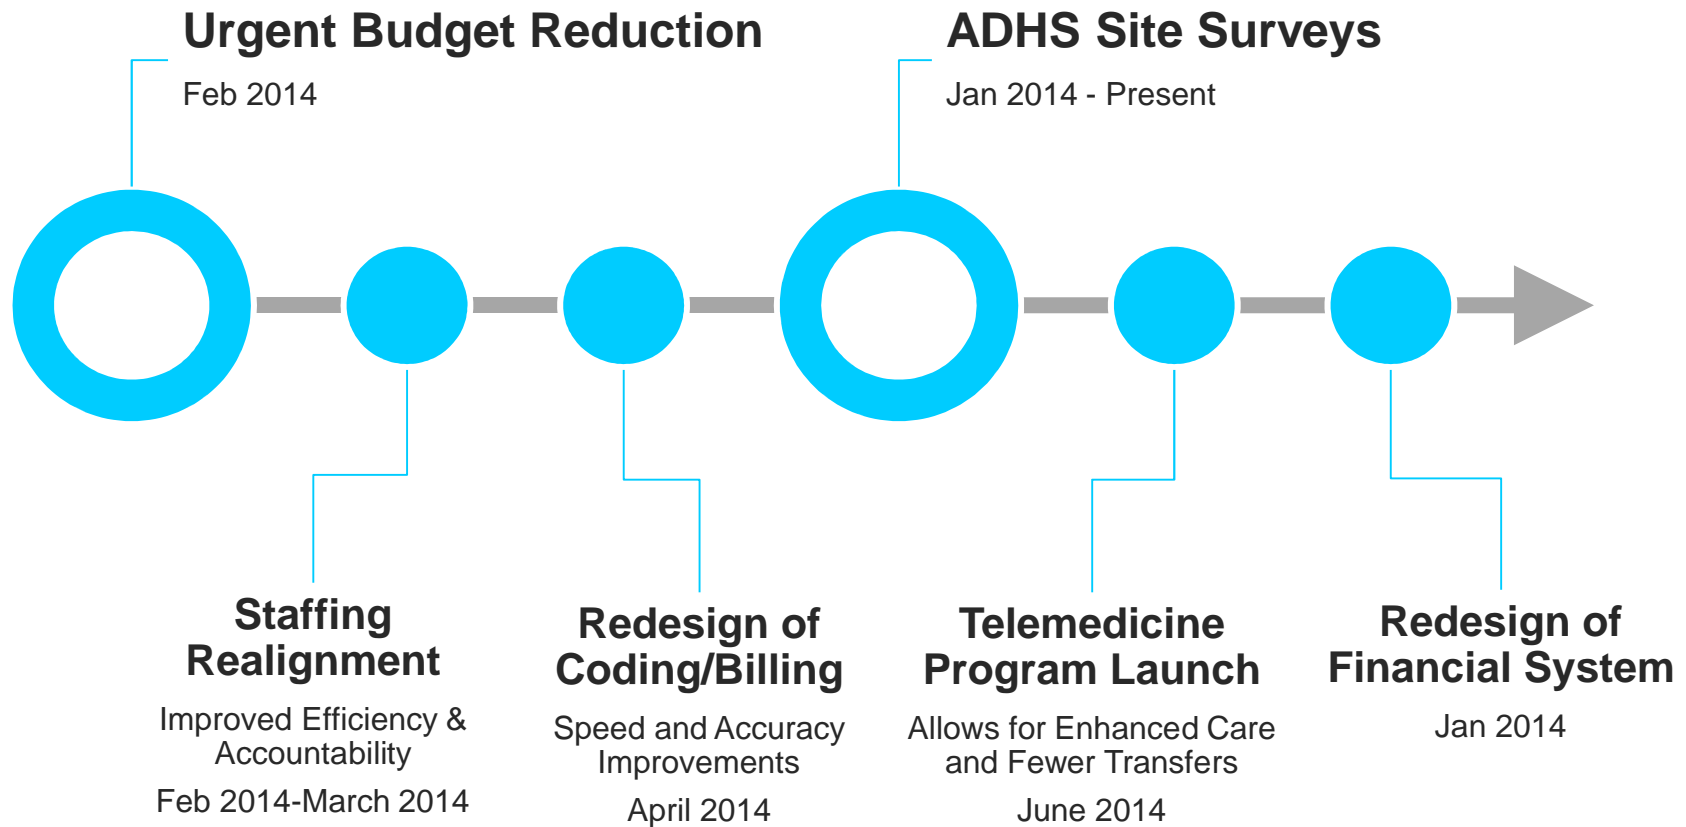 Urgent Budget Reduction
Feb 2014
ADHS Site Surveys
Jan 2014 - Present
Staffing
Realignment
Improved Efficiency &
Accountability
Feb 2014-March 2014
Redesign of
Coding/Billing
Speed and Accuracy
Improvements
April 2014
Telemedicine
Program Launch
Allows for Enhanced Care
and Fewer Transfers
June 2014
Redesign of
Financial System
Jan 2014